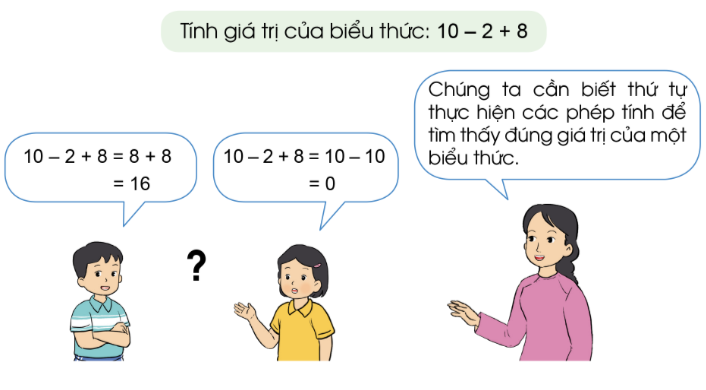 Tính giá trị của biểu thức: 10 – 2 + 8
10 – 2 + 8 = 8 + 8
= 16
?
10 – 2 + 8 = 10 – 10
= 0
Chúng ta cần biết thứ tự
thực hiện các phép tính để
tìm thấy đúng giá trị của một
biểu thức.